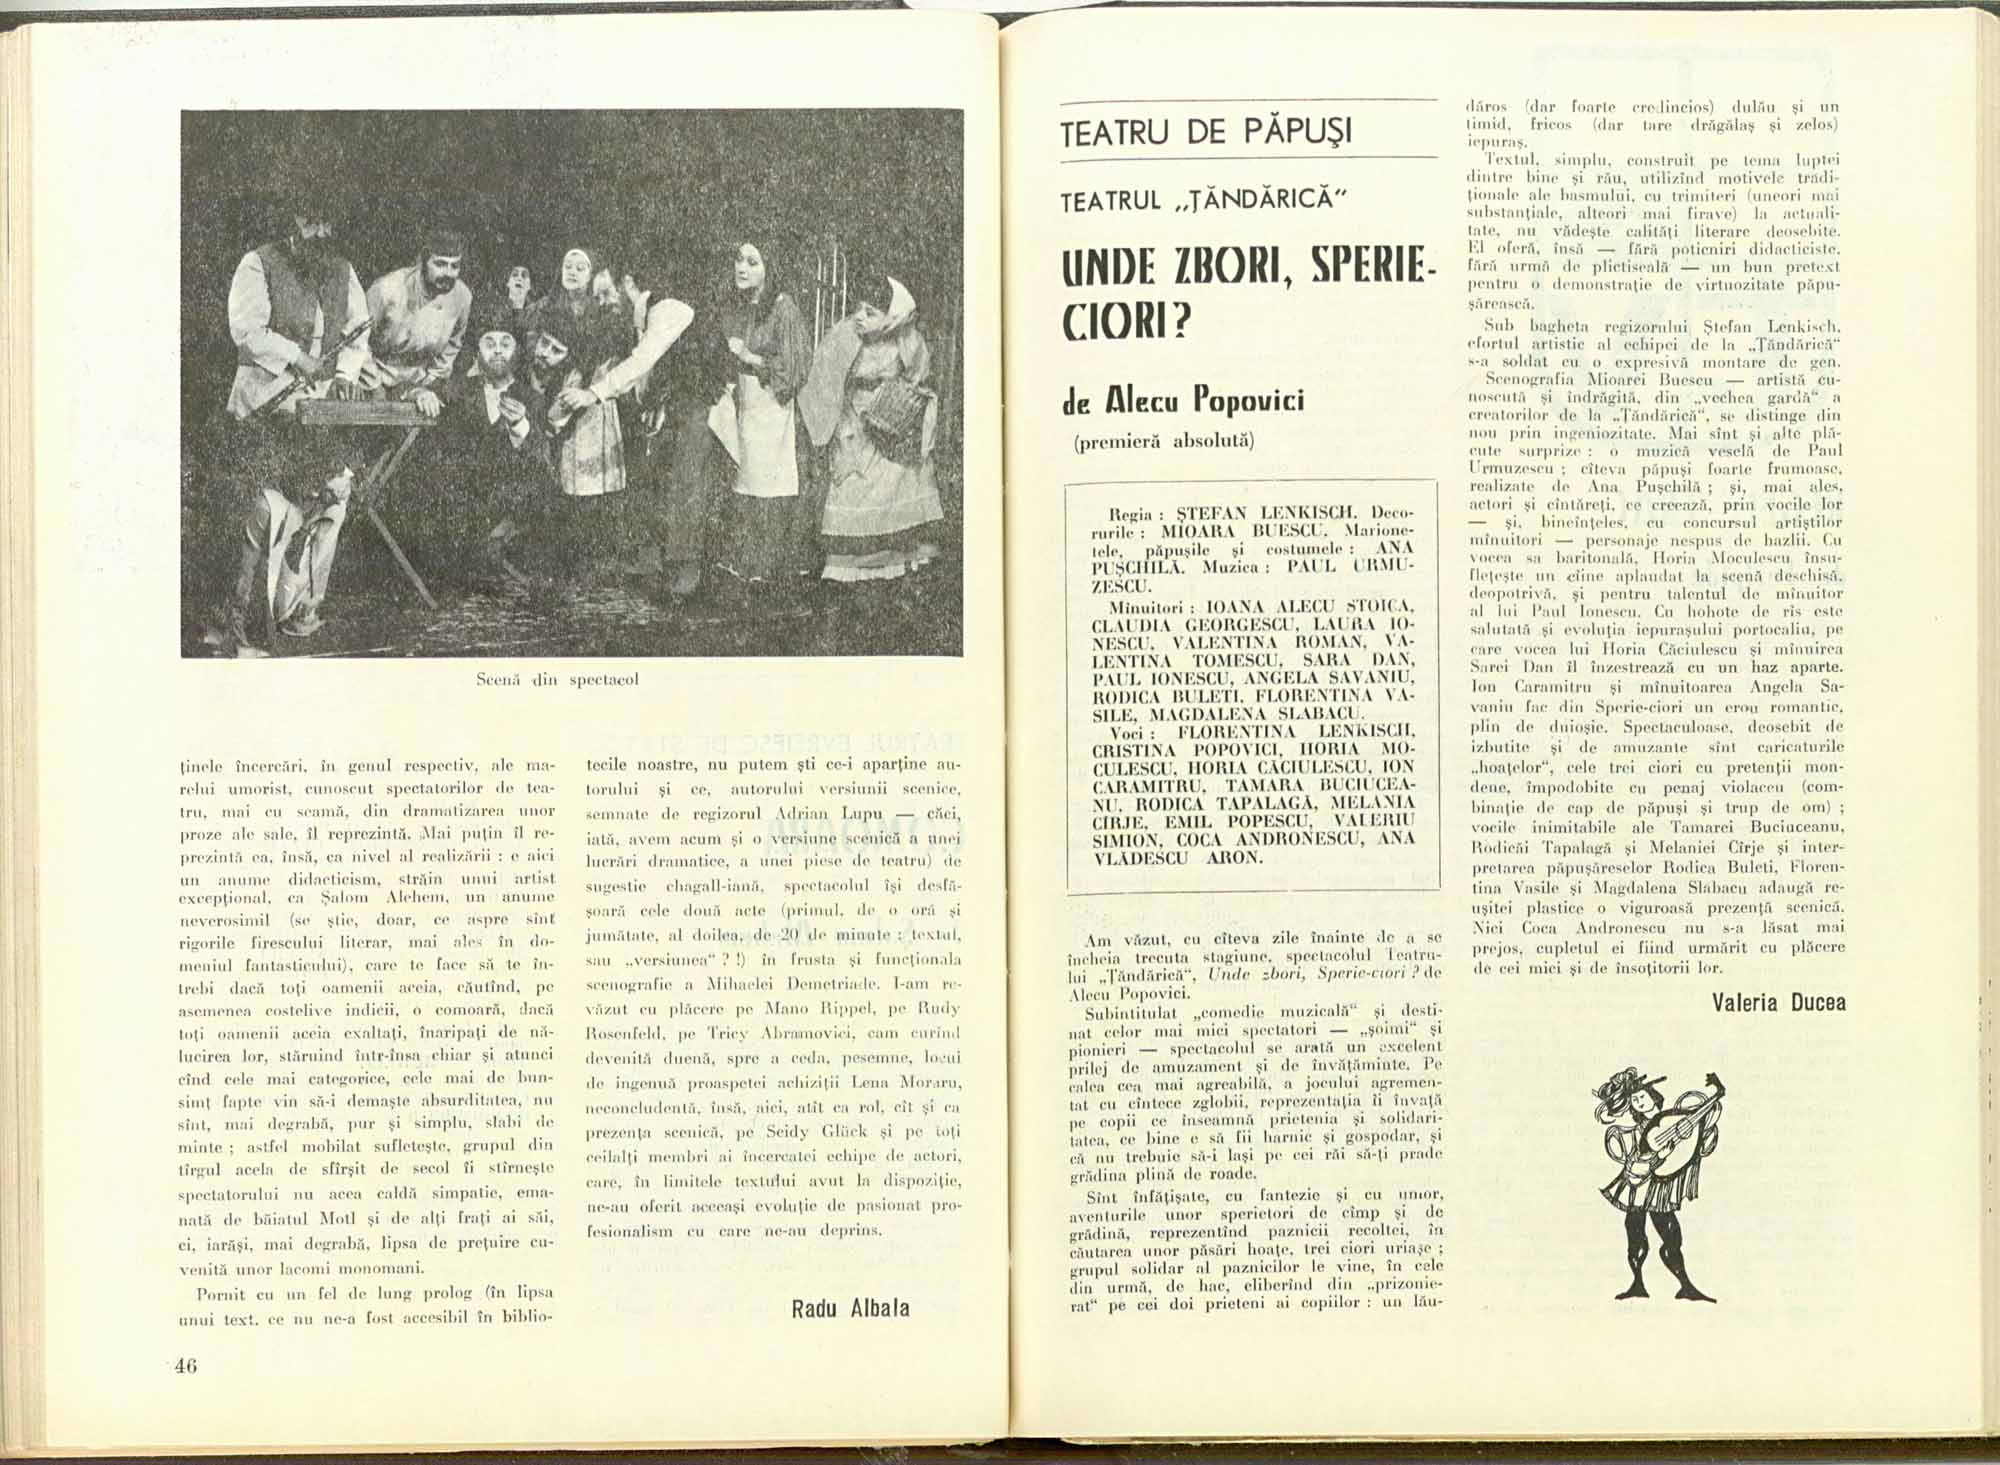 Scenă din spectacol
ținele încercări, în genul respectiv, ale ma-
relui umorist, cunoscut spectatorilor de tea-
tru, mai cu seamă, din dramatizarea unor
proze ale sale, îl reprezintă. Mai puțin îl re-
prezintă ea, însă, ca nivel al realizării : e aici
un anume didacticism, străin unui artist
excepțional, ca Șalom Alehem, un anume
neverosimil (se știe, doar, ce aspre sînt
rigorile firescului literar, mai ales în do-
meniul fantasticului), care te face să te în-
trebi dacă toți oamenii aceia, căutînd, pe
asemenea costelive indicii, o comoară, dacă
toți oamenii aceia exaltați, înaripați de nă-
lucirea lor, stăruind într-însa chiar și atunci
cînd cele mai categorice, cele mai de bun-
simț fapte vin să-i demaște absurditatea, nu
sînt, mai degrabă, pur și simplu, slabi de
minte ; astfel mobilat sufletește, grupul din
tîrgul acela de sfîrșit de secol îi stîrnește
spectatorului nu acea caldă simpatie, ema-
nată de băiatul Motl și de alți frați ai săi,
ci, iarăși, mai degrabă, lipsa de prețuire cu-
venită unor lacomi monomani.
Pornit cu un fel de lung prolog (în lipsa
unui text, ce nu ne-a fost accesibil în biblio-
tecile noastre, nu putem ști ce-i aparține au-
torului și ce, autorului versiunii scenice,
semnate de regizorul Adrian Lupu — căci,
iată, avem acum și o versiune scenică a unei
lucrări dramatice, a unei piese de teatru) de
sugestie chagall-iană, spectacolul își desfă-
șoară cele două acte (primul, de o oră și
jumătate, al doilea, de 20 de minute : textul,
sau „versiunea“ ? !) în frusta și funcționala
scenografie a Mihaelei Demetriade. I-am re-
văzut cu plăcere pe Mano Rippel, pe Rudy
Rosenfeld, pe Tricy Abramovici, cam curînd
devenită duenă, spre a ceda, pesemne, locul
de ingenuă proaspetei achiziții Lena Moraru,
neconcludentă, însă, aici, atît ca rol, cît și ca
prezența scenică, pe Seidy Glück și pe toți
ceilalți membri ai încercatei echipe de actori,
care, în limitele textului avut la dispoziție,
ne-au oferit aceeași evoluție de pasionat pro-
fesionalism cu care ne-au deprins.
Radu Albala
46
TEATRU DE PĂPUȘI
TEATRUL „ȚĂNDĂRICĂ“
UNDE ZBORI, SPERIE-
CIORI?
de Alecu Popovici
(premieră absolută)
Regia : ȘTEFAN LENKISCH. Deco-
rurile : MIOARA BUESCU. Marione-
tele, păpușile și costumele : ANA
PUȘCHILĂ. Muzica : PAUL URMU-
ZESCU.
Mînuitori : IOANA ALECU STOICA,
CLAUDIA GEORGESCU, LAURA IO-
NESCU, VALENTINA ROMAN, VA-
LENTINA TOMESCU, SARA DAN,
PAUL IONESCU, ANGELA SAVANIU,
RODICA BULETI, FLORENTINA VA-
SILE, MAGDALENA SLABACU.
Voci : FLORENTINA LENKISCH,
CRISTINA POPOVICI, HORIA MO-
CULESCU, HORIA CĂCIULESCU, ION
CARAMITRU, TAMARA BUCIUCEA-
NU, RODICA TAPALAGĂ, MELANIA
CÎRJE, EMIL POPESCU, VALERIU
SIMION, COCA ANDRONESCU, ANA
VLĂDESCU ARON.
Am văzut, cu cîteva zile înainte de a se
încheia trecuta stagiune, spectacolul Teatru-
lui „Țăndărică“, Unde zbori, Sperie-ciori ? de
Alecu Popovici.
Subintitulat „comedie muzicală“ și desti-
nat celor mai mici spectatori — „șoimi“ și
pionieri — spectacolul se arată un excelent
prilej de amuzament și de învățăminte. Pe
calea cea mai agreabilă, a jocului agremen-
tat cu cîntece zglobii, reprezentația îi învață
pe copii ce înseamnă prietenia și solidari-
tatea, ce bine e să fii harnic și gospodar, și
că nu trebuie să-i lași pe cei răi să-ți prade
grădina plină de roade.
Sînt înfățișate, cu fantezie și cu umor,
aventurile unor sperietori de cîmp și de
grădină, reprezentînd paznicii recoltei, în
căutarea unor păsări hoațe, trei ciori uriașe ;
grupul solidar al paznicilor le vine, în cele
din urmă, de hac, eliberînd din „prizonie-
rat“ pe cei doi prieteni ai copiilor : un lău-
dăros (dar foarte credincios) dulău și un
timid, fricos (dar tare drăgălaș și zelos)
iepuraș.
Textul, simplu, construit pe tema luptei
dintre bine și rău, utilizînd motivele tradi-
ționale ale basmului, cu trimiteri (uneori mai
substanțiale, alteori mai firave) la actuali-
tate, nu vădește calități literare deosebite.
El oferă, însă — fără poticniri didacticiste,
fără urmă de plictiseală — un bun pretext
pentru o demonstrație de virtuozitate păpu-
șărească.
Sub bagheta regizorului Ștefan Lenkisch,
efortul artistic al echipei de la „Țăndărică“
s-a soldat cu o expresivă montare de gen.
Scenografia Mioarei Buescu — artistă cu-
noscută și îndrăgită, din „vechea gardă“ a
creatorilor de la „Țăndărică“, se distinge din
nou prin ingeniozitate. Mai sînt și alte plă-
cute surprize : o muzică veselă de Paul
Urmuzescu ; cîteva păpuși foarte frumoase,
realizate de Ana Pușchilă ; și, mai ales,
actori și cîntăreți, ce creează, prin vocile lor
— și, bineînțeles, cu concursul artiștilor
mînuitori — personaje nespus de hazlii. Cu
vocea sa baritonală, Horia Moculescu însu-
flețește un cîine aplaudat la scenă deschisă,
deopotrivă, și pentru talentul de mînuitor
al lui Paul Ionescu. Cu hohote de rîs este
salutată și evoluția iepurașului portocaliu, pe
care vocea lui Horia Căciulescu și mînuirea
Sarei Dan îl înzestrează cu un haz aparte.
Ion Caramitru și mînuitoarea Angela Sa-
vaniu fac din Sperie-ciori un erou romantic,
plin de duioșie. Spectaculoase, deosebit de
izbutite și de amuzante sînt caricaturile
„hoațelor“, cele trei ciori cu pretenții mon-
dene, împodobite cu penaj violaceu (com-
binație de cap de păpuși și trup de om) ;
vocile inimitabile ale Tamarei Buciuceanu,
Rodicăi Tapalagă și Melaniei Cîrje și inter-
pretarea păpușăreselor Rodica Buleti, Floren-
tina Vasile și Magdalena Slabacu adaugă re-
ușitei plastice o viguroasă prezență scenică.
Nici Coca Andronescu nu s-a lăsat mai
prejos, cupletul ei fiind urmărit cu plăcere
de cei mici și de însoțitorii lor.
Valeria Ducea